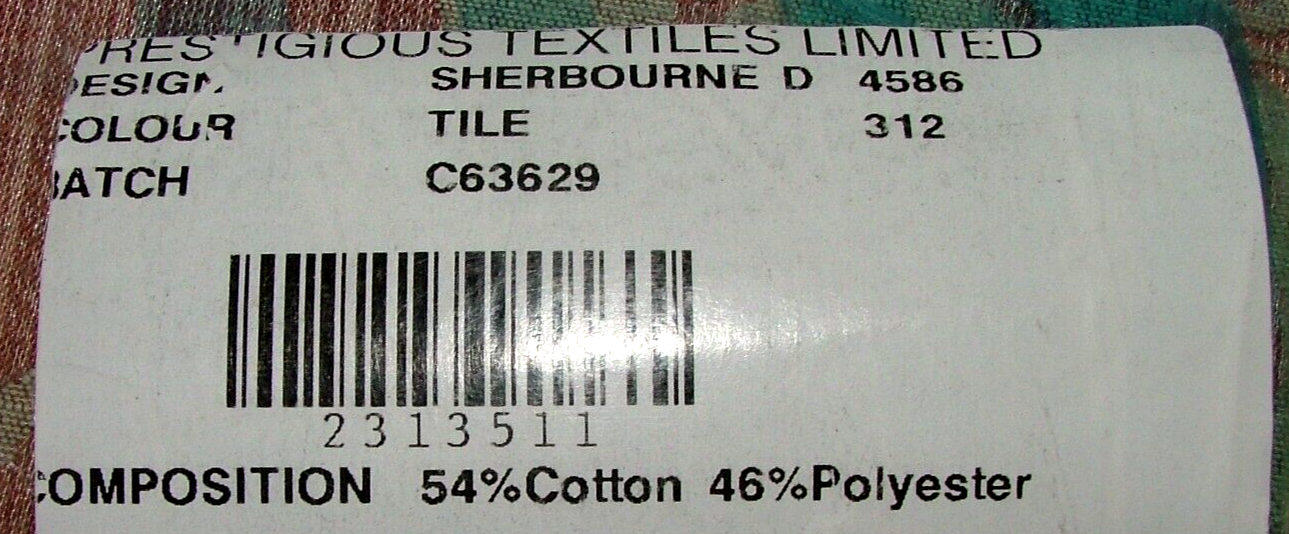 PRESTIGIOUS TEXTILES LIMITED
DESIGN SHERBOURNE D 4586
COLOUR TILE 312
BATCH C63629
2313511
COMPOSITION 54%Cotton 46%Polyester